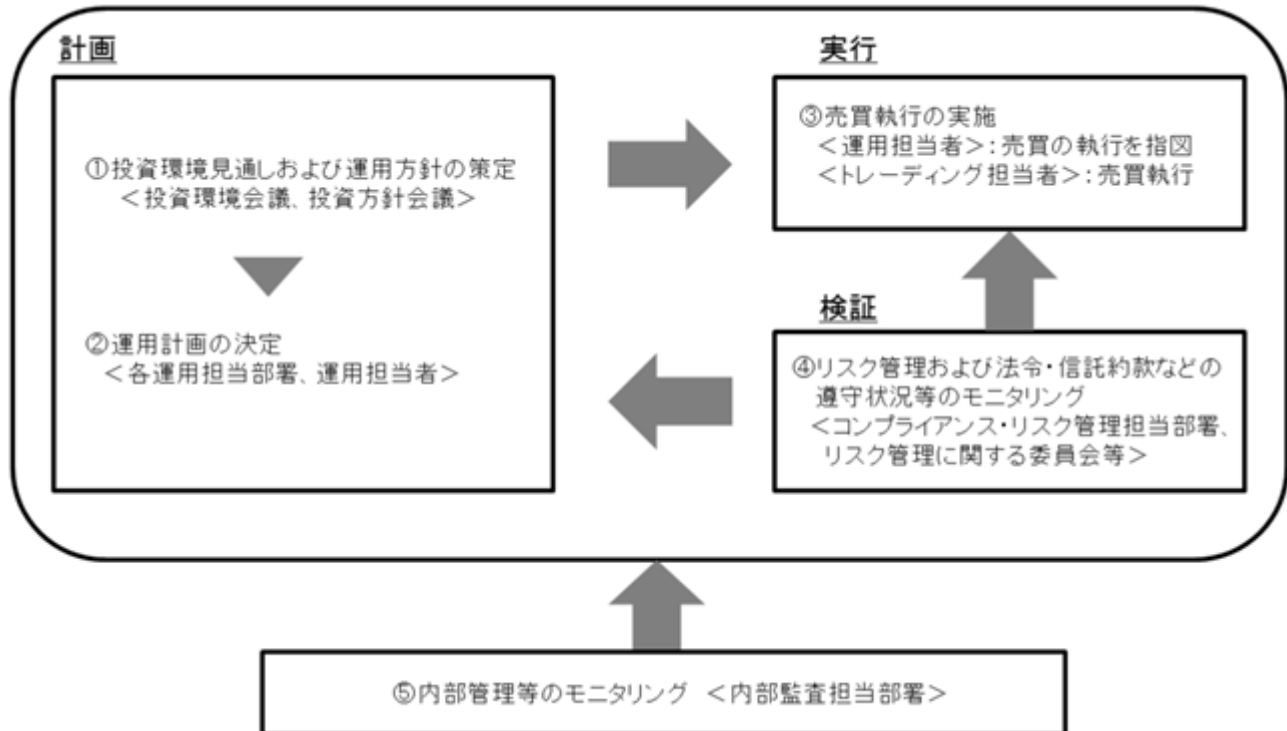 計画
①投資環境見通しおよび運用方針の策定
＜投資環境会議、投資方針会議＞
②運用計画の決定
＜各運用担当部署、運用担当者＞
実行
③売買執行の実施
＜運用担当者＞：売買の執行を指図
＜トレーディング担当者＞：売買執行
検証
④リスク管理および法令・信託約款などの
遵守状況等のモニタリング
＜コンプライアンス・リスク管理担当部署、
リスク管理に関する委員会等＞
⑤内部管理等のモニタリング　＜内部監査担当部署＞